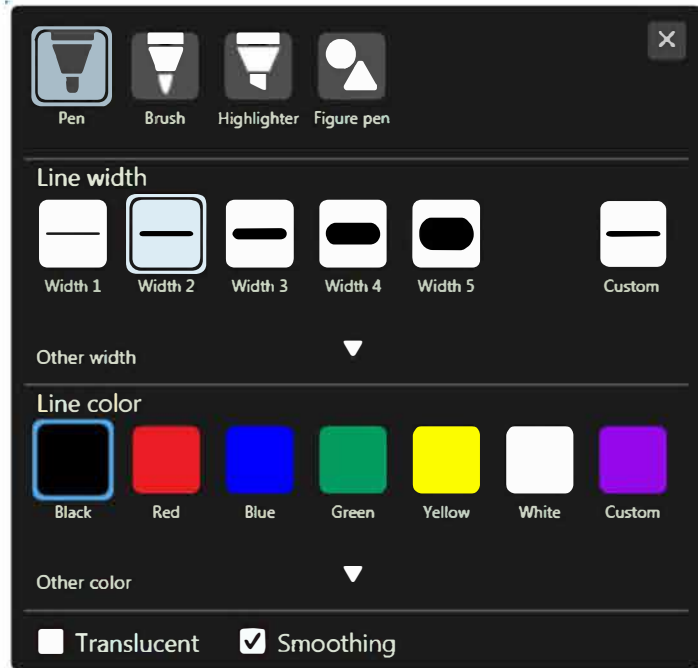 Pen Brush Highlighter Figure pen
Line width
Width 1 Width 2 Width 3 Width 4 Width 5 Custom
Other width
Line color
Black Red Blue Green Yellow White Custom
Other color
Translucent Smoothing